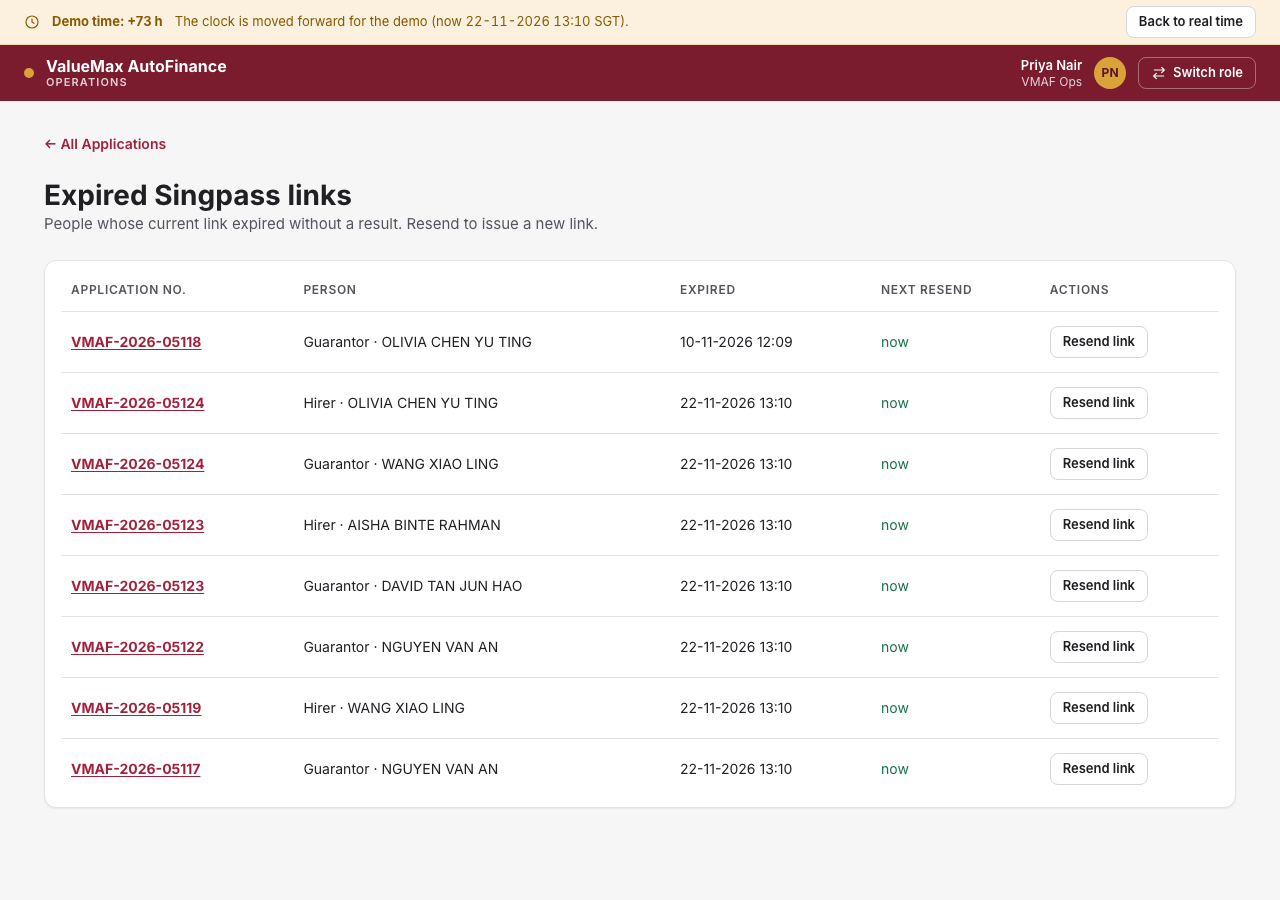 Demo time: +73 h The clock is moved forward for the demo (now 22-11-2026 13:10 SGT). Back to real time
ValueMax AutoFinance
OPERATIONS
Priya Nair
VMAF Ops
PN
Switch role
← All Applications
Expired Singpass links
People whose current link expired without a result. Resend to issue a new link.
APPLICATION NO. PERSON EXPIRED NEXT RESEND ACTIONS
VMAF-2026-05118 Guarantor · OLIVIA CHEN YU TING 10-11-2026 12:09 now Resend link
VMAF-2026-05124 Hirer · OLIVIA CHEN YU TING 22-11-2026 13:10 now Resend link
VMAF-2026-05124 Guarantor · WANG XIAO LING 22-11-2026 13:10 now Resend link
VMAF-2026-05123 Hirer · AISHA BINTE RAHMAN 22-11-2026 13:10 now Resend link
VMAF-2026-05123 Guarantor · DAVID TAN JUN HAO 22-11-2026 13:10 now Resend link
VMAF-2026-05122 Guarantor · NGUYEN VAN AN 22-11-2026 13:10 now Resend link
VMAF-2026-05119 Hirer · WANG XIAO LING 22-11-2026 13:10 now Resend link
VMAF-2026-05117 Guarantor · NGUYEN VAN AN 22-11-2026 13:10 now Resend link